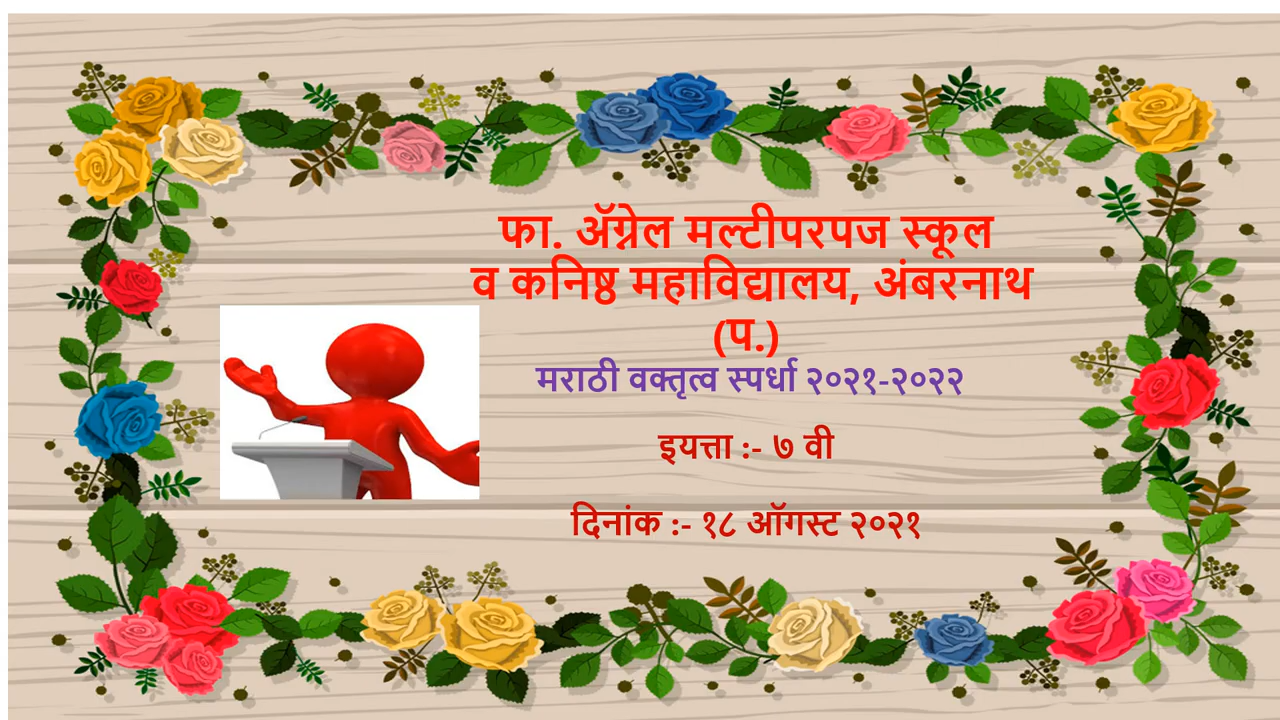 फा. ॲग्नेल मल्टीपरपज स्कूल
व कनिष्ठ महाविद्यालय, अंबरनाथ
(प.)
मराठी वक्तृत्व स्पर्धा २०२१-२०२२
इयत्ता :- ७ वी
दिनांक :- १८ ऑगस्ट २०२१